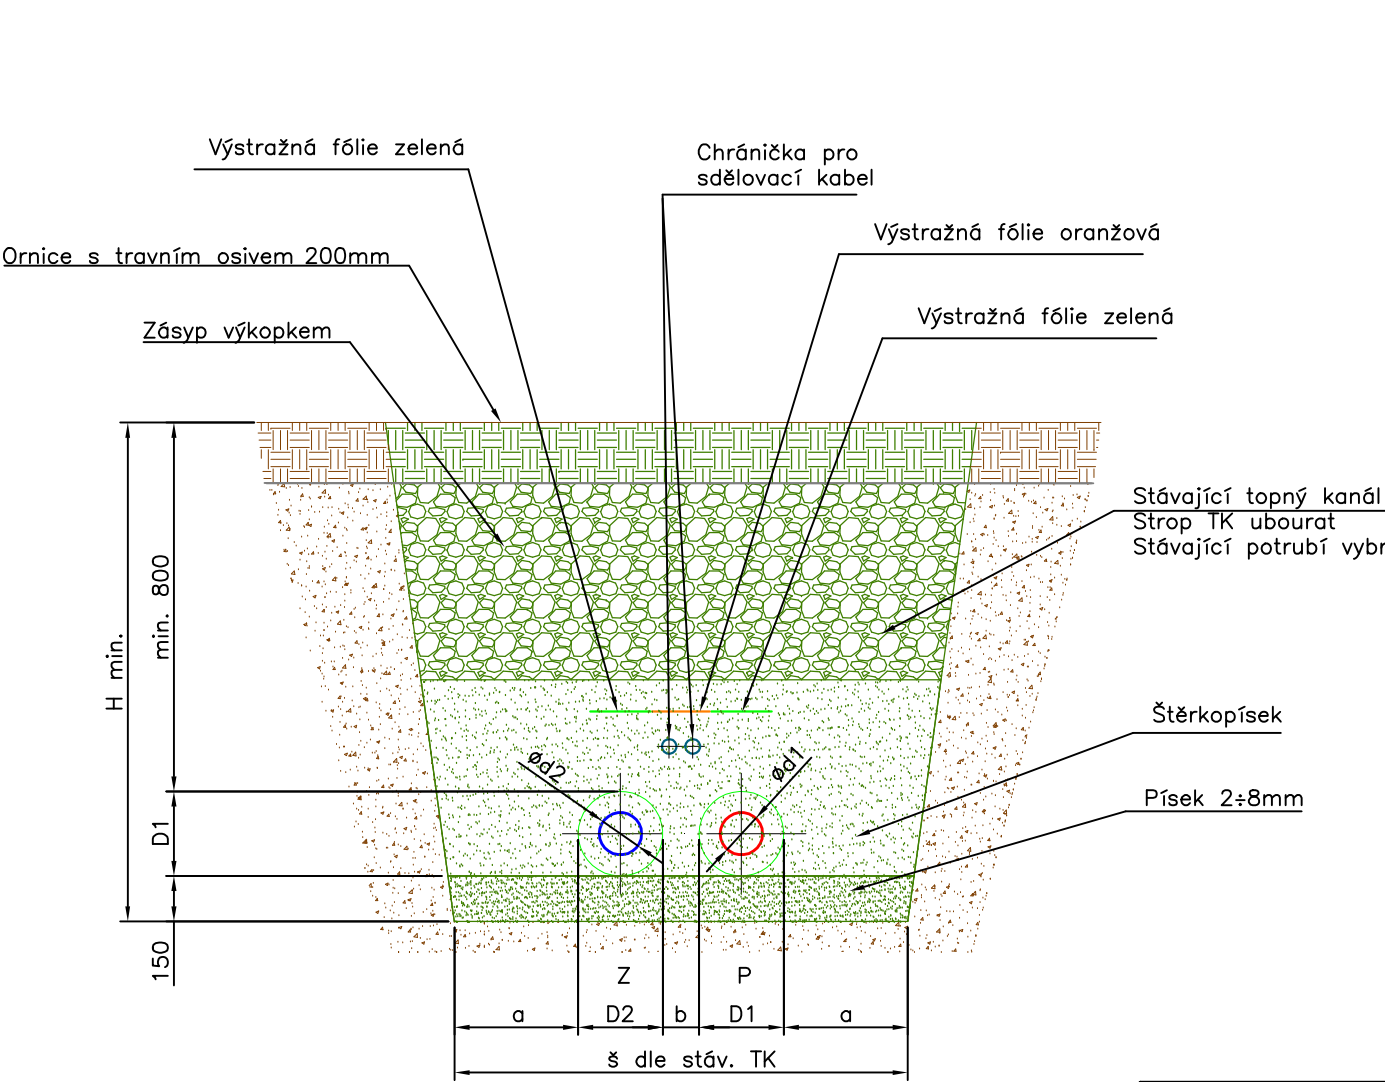 Výstražná fólie zelená
Chránička pro
sdělovací kabel
Výstražná fólie oranžová
Ornice s travním osivem 200mm
Výstražná fólie zelená
Zásyp výkopkem
Stávající topný kanál
Strop TK ubourat
Stávající potrubí
min. 800
H min.
Štěrkopísek
ød2
ød1
Písek 2÷8mm
D1
150
Z
P
a
D2
b
D1
a
š dle stáv. TK